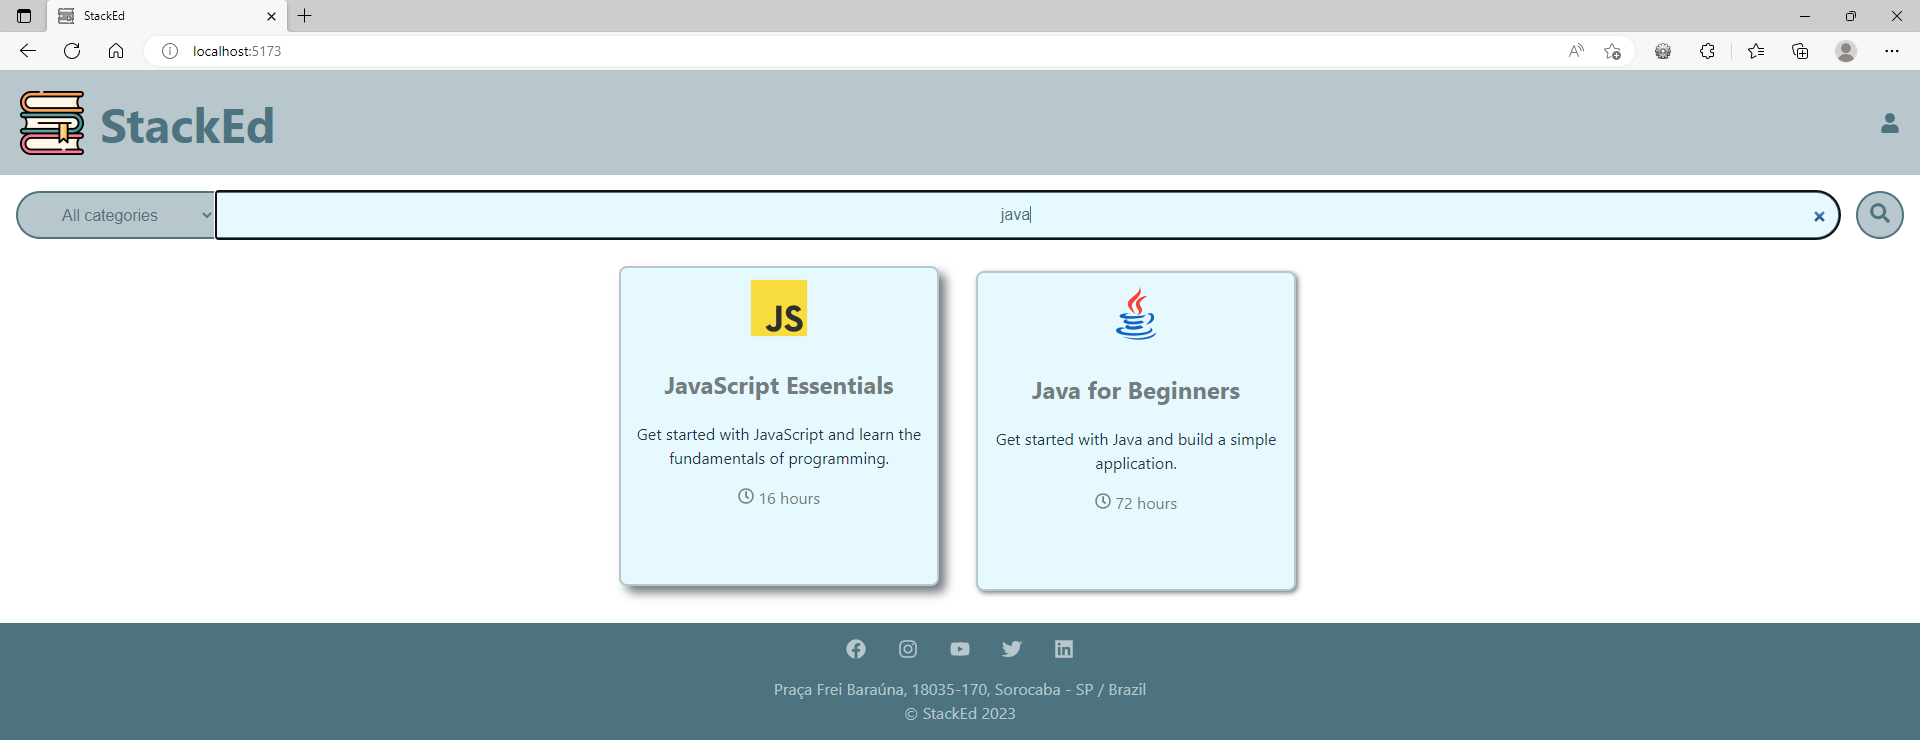 StackEd
localhost:5173
StackEd
All categories
java
JS
JavaScript Essentials
Get started with JavaScript and learn the
fundamentals of programming.
16 hours
Java for Beginners
Get started with Java and build a simple
application.
72 hours
Praça Frei Baraúna, 18035-170, Sorocaba - SP / Brazil
© StackEd 2023